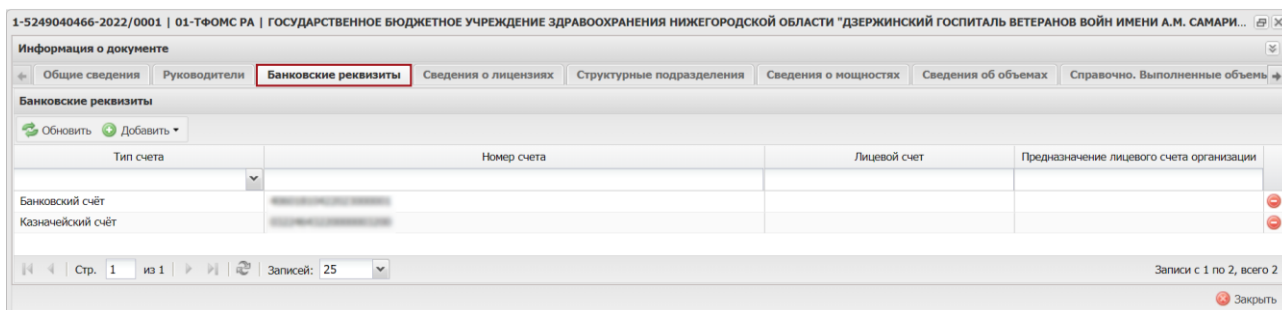 1-5249040466-2022/0001 | 01-ТФОМС РА | ГОСУДАРСТВЕННОЕ БЮДЖЕТНОЕ УЧРЕЖДЕНИЕ ЗДРАВООХРАНЕНИЯ НИЖЕГОРОДСКОЙ ОБЛАСТИ "ДЗЕРЖИНСКИЙ ГОСПИТАЛЬ ВЕТЕРАНОВ ВОЙН ИМЕНИ А.М. САМАРИ...
Информация о документе
Общие сведения Руководители Банковские реквизиты Сведения о лицензиях Структурные подразделения Сведения о мощностях Сведения об объемах Справочно. Выполненные объемы
Банковские реквизиты
Обновить Добавить
Тип счета Номер счета Лицевой счет Предназначение лицевого счета организации
Банковский счёт
Казначейский счёт
Стр. 1 из 1 Записей: 25 Записи с 1 по 2, всего 2
Закрыть